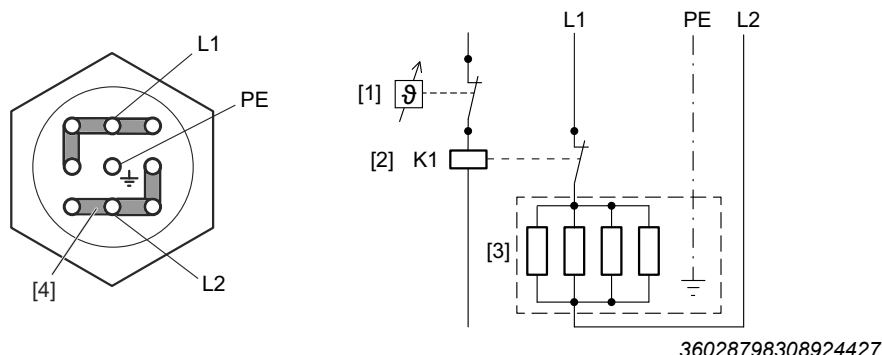 L1
PE
L2
[4]
L1 PE L2
[1] ϑ
[2] K1
[3]
36028798308924427